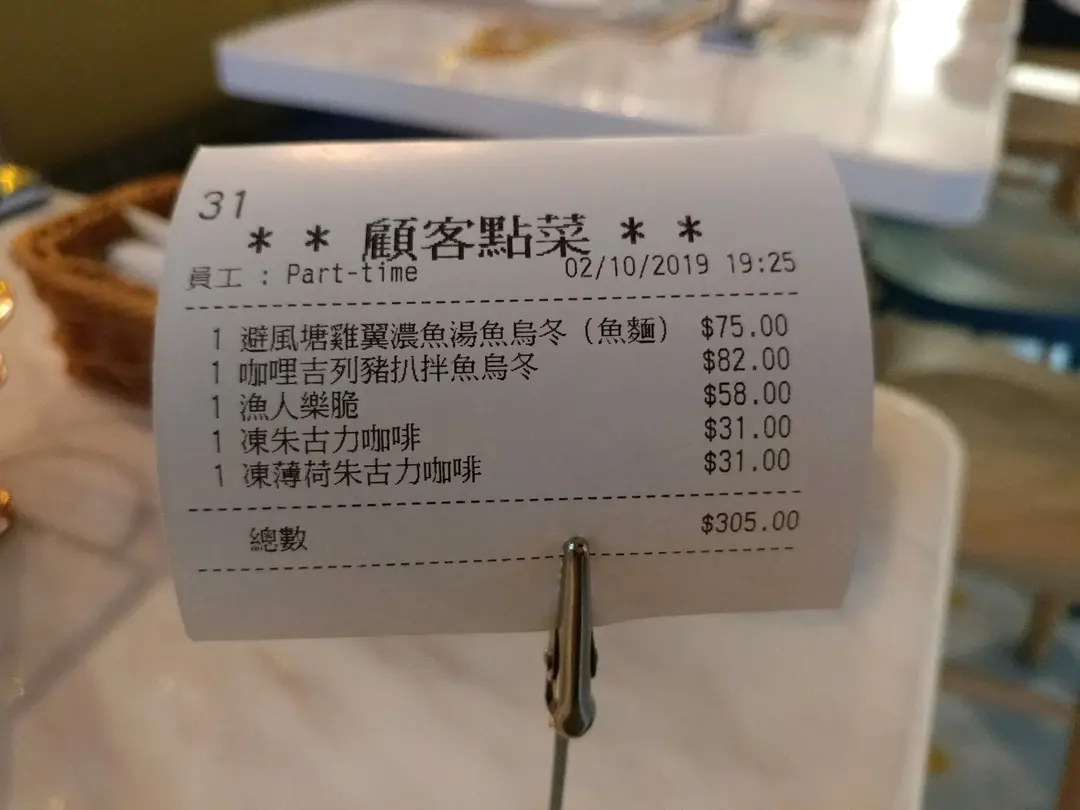 31
* * 顧客點菜 * *
員工 : Part-time 02/10/2019 19:25
1 避風塘雞翼濃魚湯魚烏冬（魚麵） $75.00
1 咖哩吉列豬扒拌魚烏冬 $82.00
1 漁人樂脆 $58.00
1 凍朱古力咖啡 $31.00
1 凍薄荷朱古力咖啡 $31.00
總數 $305.00